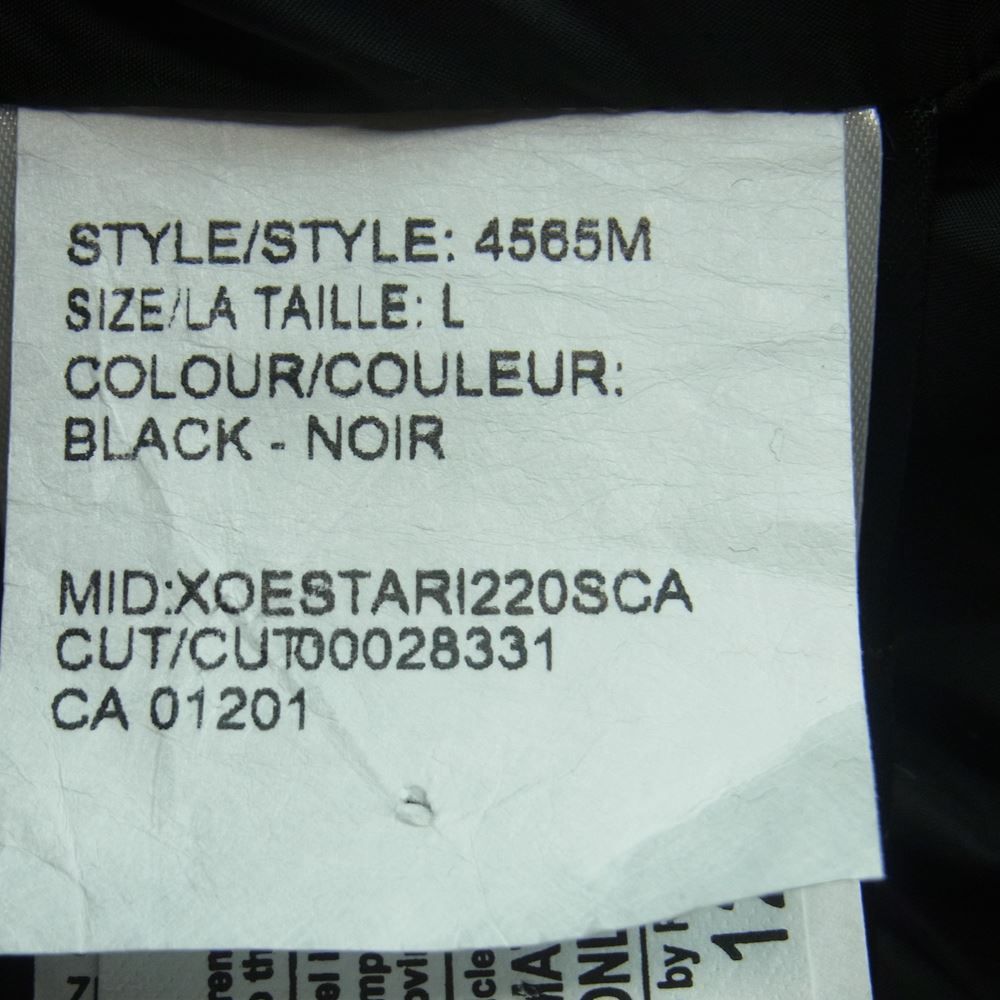 STYLE/STYLE: 4565M
SIZE/LA TAILLE: L
COLOUR/COULEUR:
BLACK - NOIR
MID:XOESTARI220SCA
CUT/CUT00028331
CA 01201